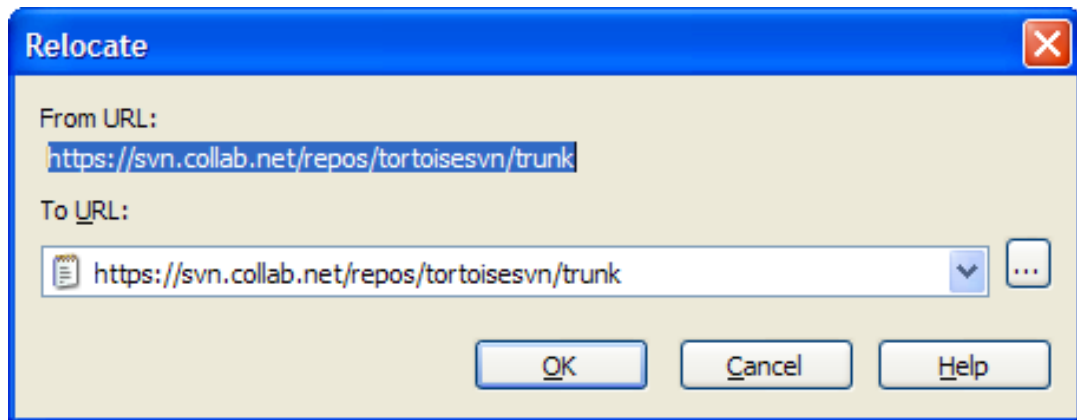 Relocate
From URL:
https://svn.collab.net/repos/tortoisesvn/trunk
To URL:
https://svn.collab.net/repos/tortoisesvn/trunk
...
OK Cancel Help